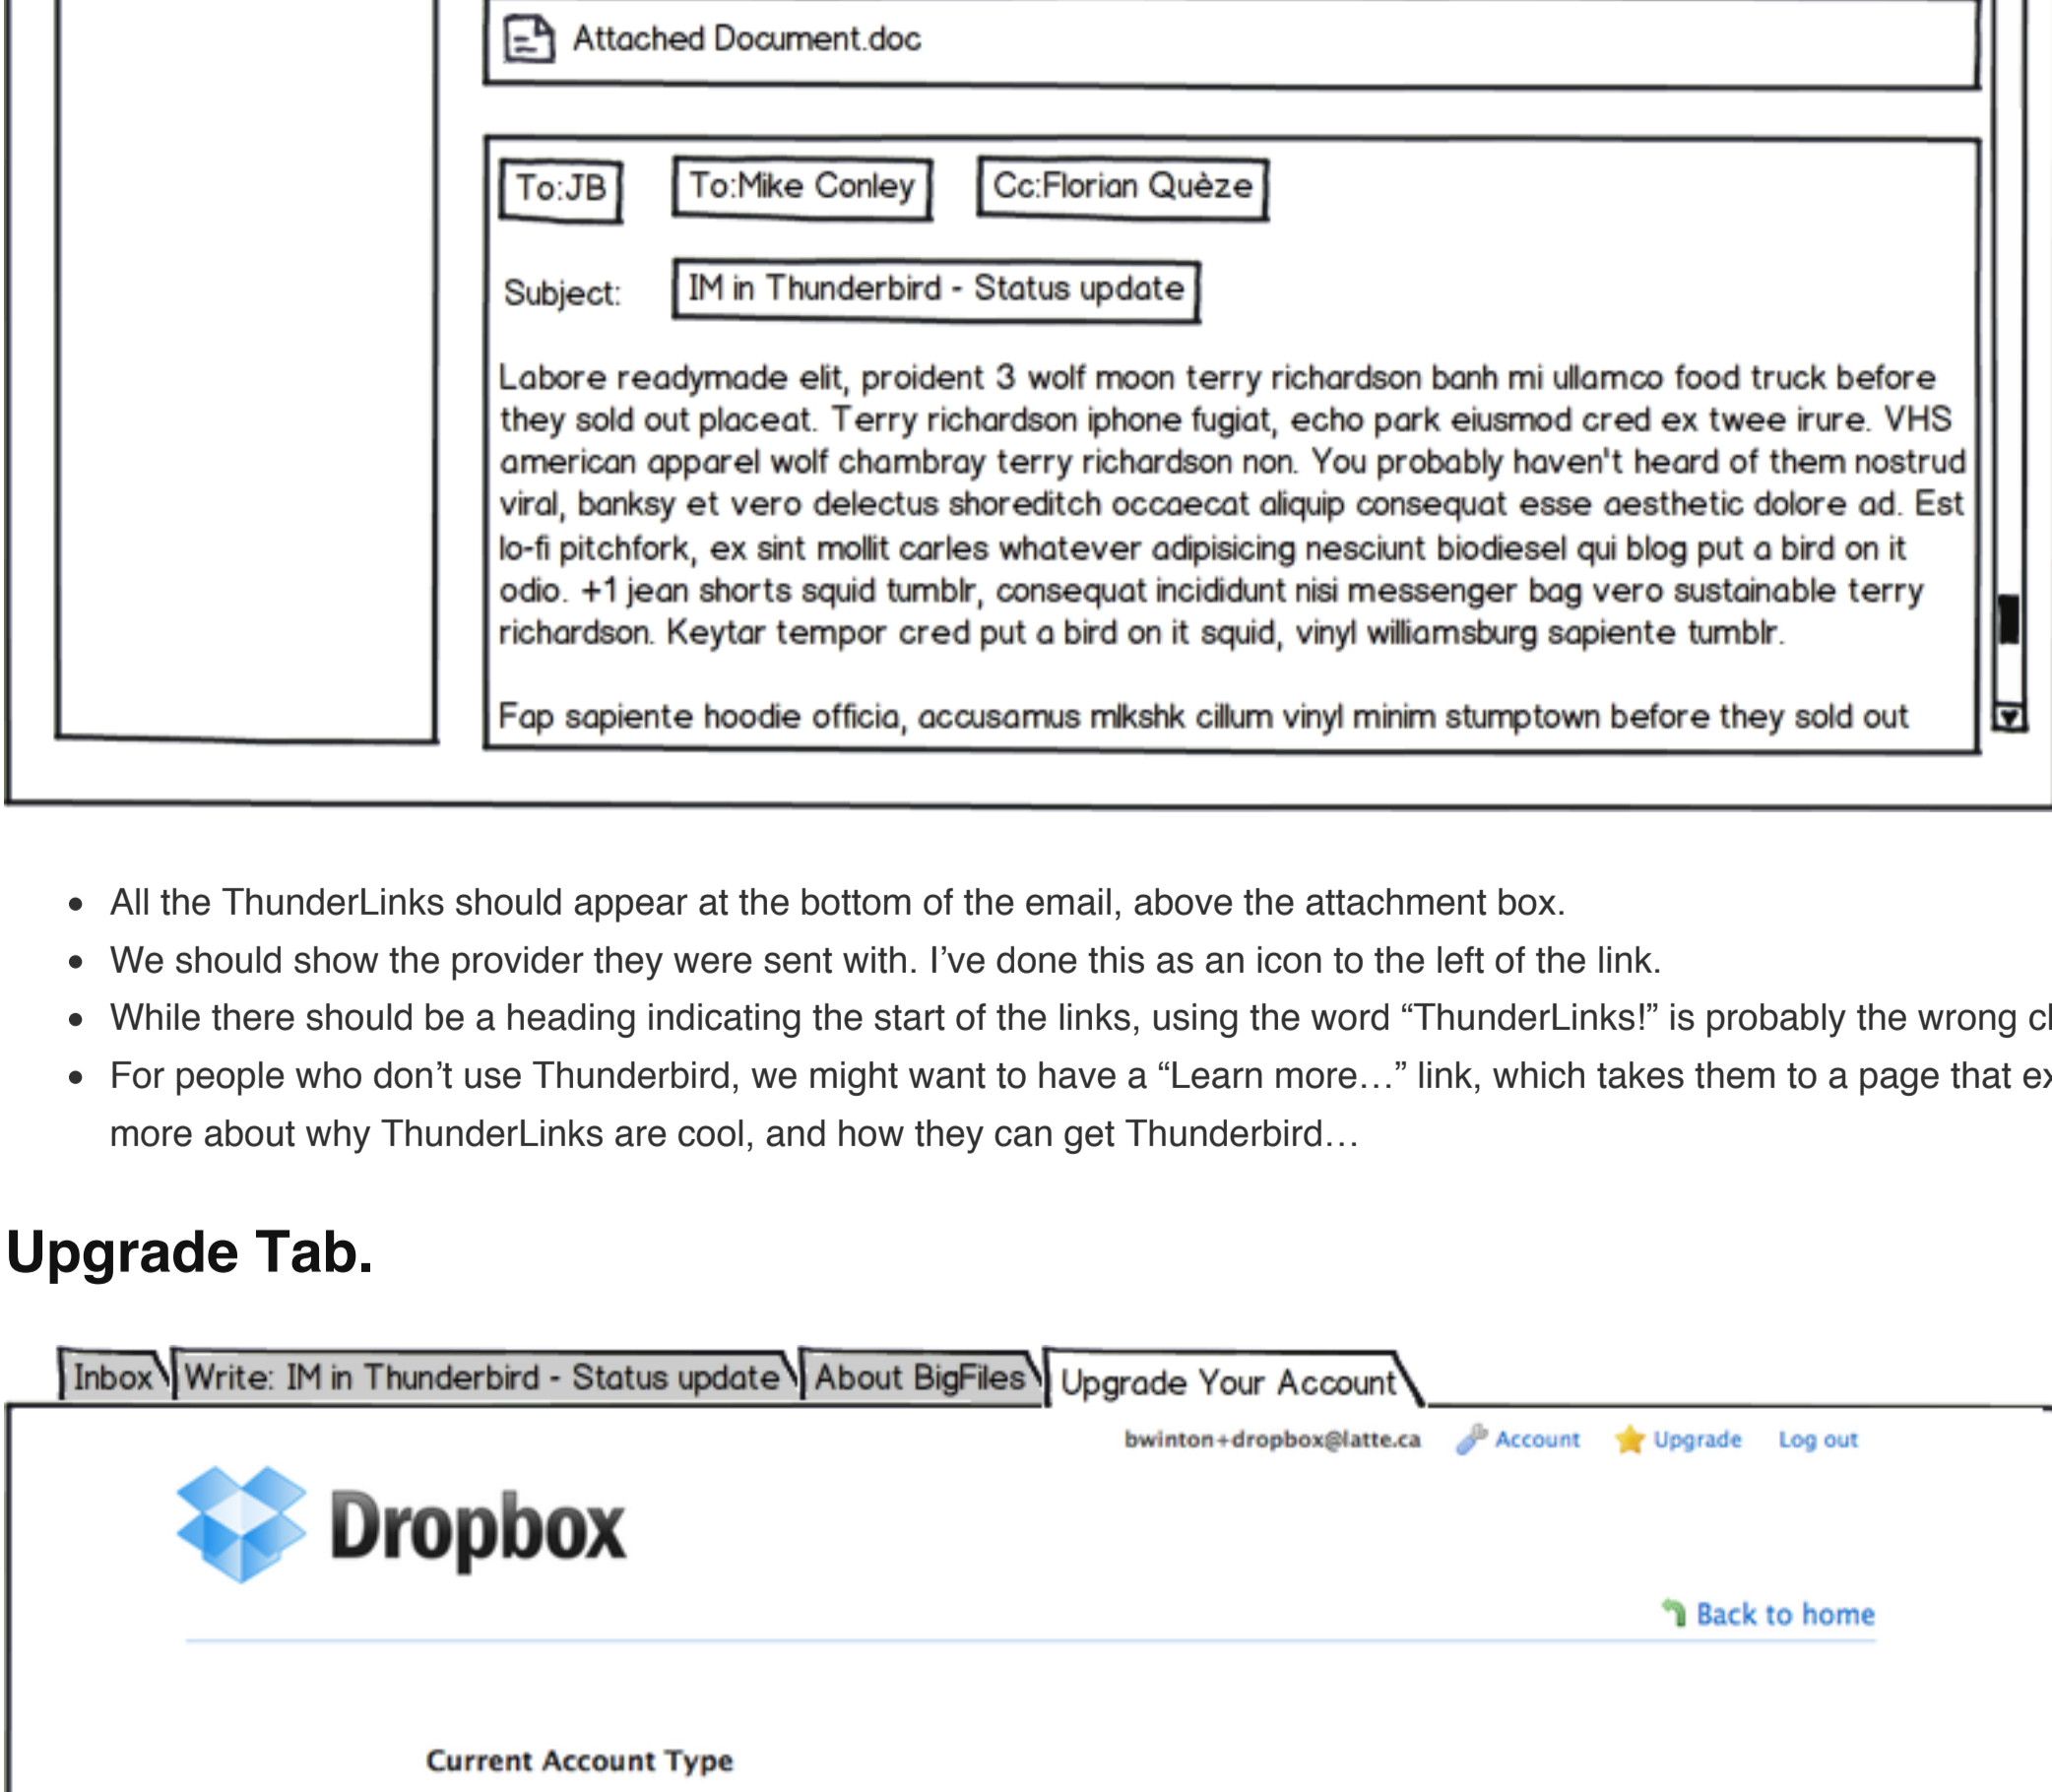 Attached Document.doc
To:JB To:Mike Conley Cc:Florian Quèze
Subject: IM in Thunderbird - Status update
Labore readymade elit, proident 3 wolf moon terry richardson banh mi ullamco food truck before
they sold out placeat. Terry richardson iphone fugiat, echo park eiusmod cred ex twee irure. VHS
american apparel wolf chambray terry richardson non. You probably haven't heard of them nostrud
viral, banksy et vero delectus shoreditch occaecat aliquip consequat esse aesthetic dolore ad. Est
lo-fi pitchfork, ex sint mollit carles whatever adipisicing nesciunt biodiesel qui blog put a bird on it
odio. +1 jean shorts squid tumblr, consequat incididunt nisi messenger bag vero sustainable terry
richardson. Keytar tempor cred put a bird on it squid, vinyl williamsburg sapiente tumblr.
Fap sapiente hoodie officia, accusamus mlkshk cillum vinyl minim stumptown before they sold out
• All the ThunderLinks should appear at the bottom of the email, above the attachment box.
• We should show the provider they were sent with. I’ve done this as an icon to the left of the link.
• While there should be a heading indicating the start of the links, using the word “ThunderLinks!” is probably the wrong
• For people who don’t use Thunderbird, we might want to have a “Learn more…” link, which takes them to a page that
more about why ThunderLinks are cool, and how they can get Thunderbird…
Upgrade Tab.
Inbox Write: IM in Thunderbird - Status update About BigFiles Upgrade Your Account
bwinton+dropbox@latte.ca Account Upgrade Log out
Dropbox
Back to home
Current Account Type